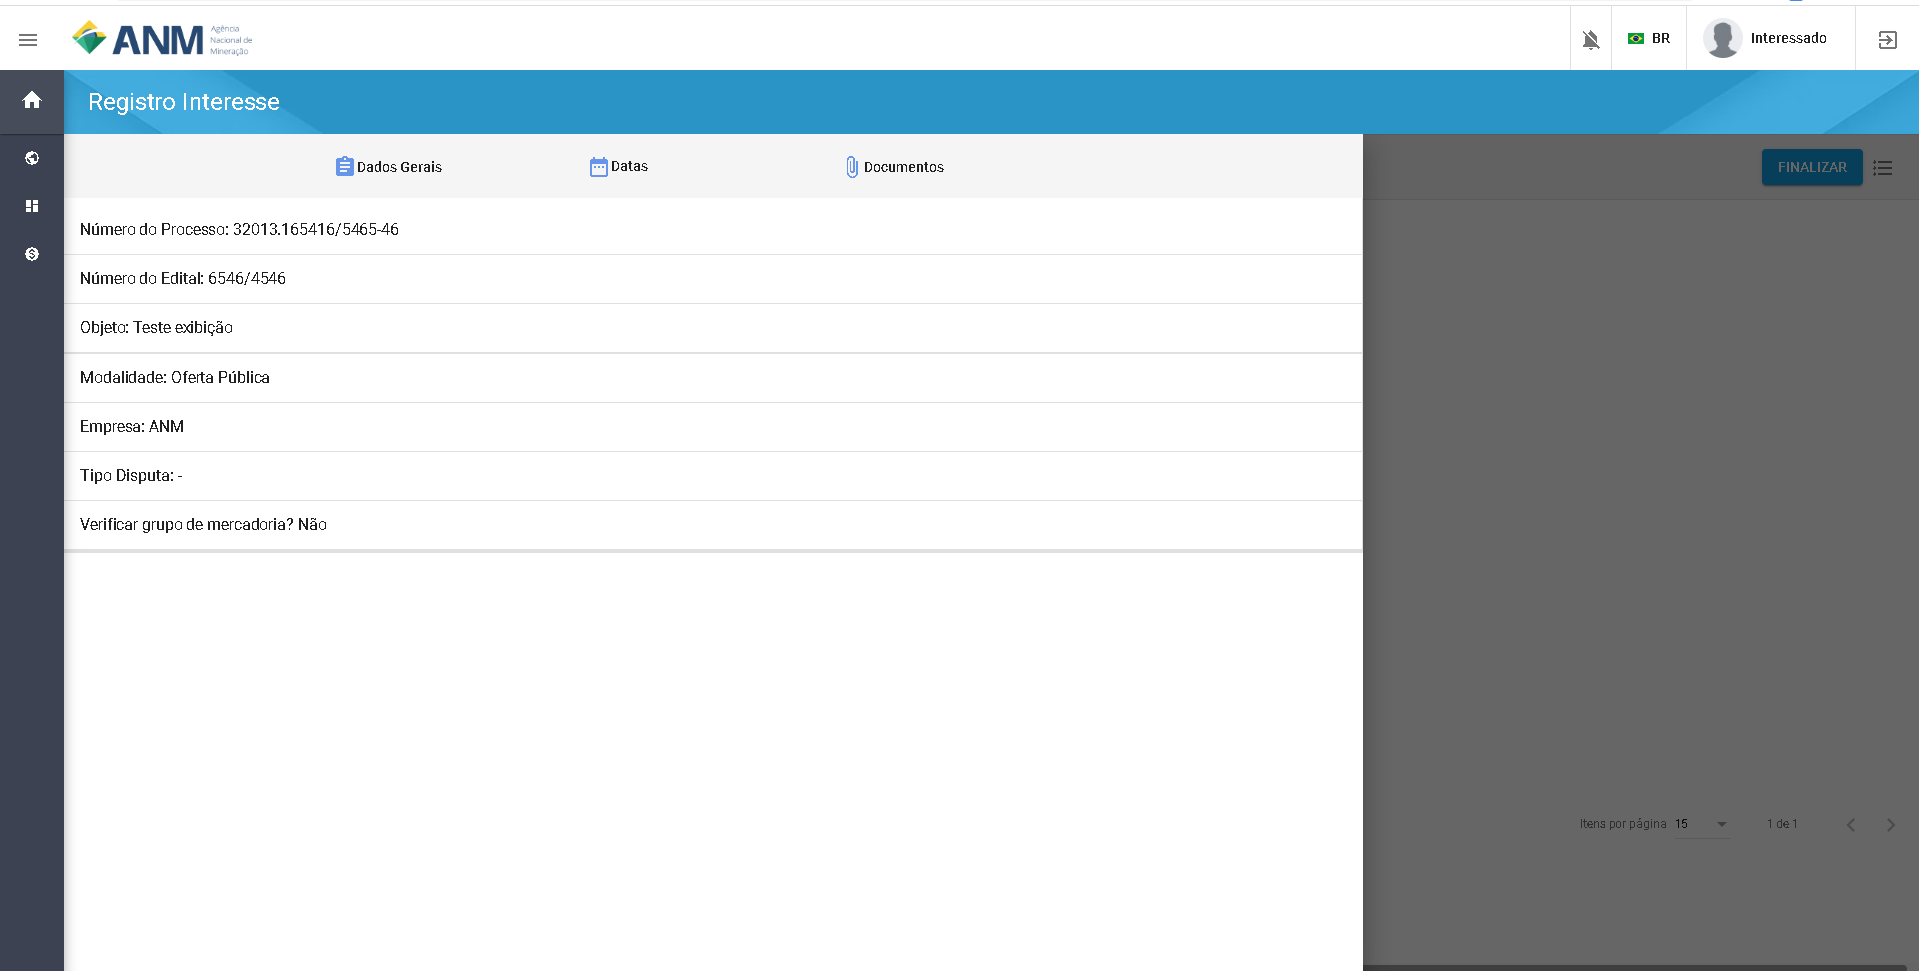 ANM
Agência
Nacional de
Mineração
BR
Interessado
Registro Interesse
Dados Gerais
Datas
Documentos
FINALIZAR
Número do Processo: 32013.165416/5465-46
Número do Edital: 6546/4546
Objeto: Teste exibição
Modalidade: Oferta Pública
Empresa: ANM
Tipo Disputa: -
Verificar grupo de mercadoria? Não
Itens por página 15
1 de 1